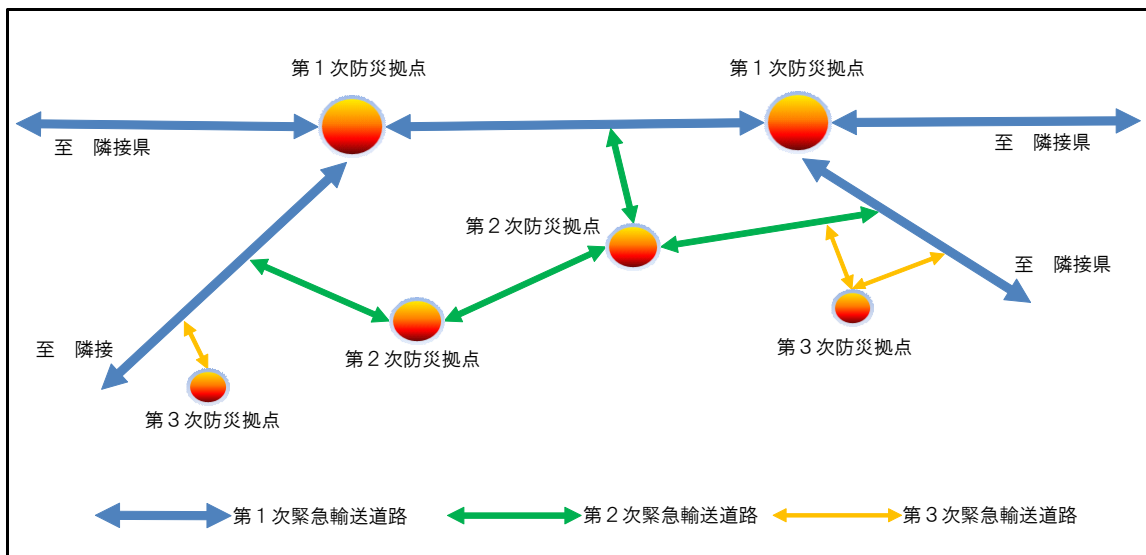 第１次防災拠点
第１次防災拠点
至　隣接県
至　隣接県
第２次防災拠点
至　隣接県
至　隣接
第２次防災拠点
第３次防災拠点
第３次防災拠点
第１次緊急輸送道路
第２次緊急輸送道路
第３次緊急輸送道路